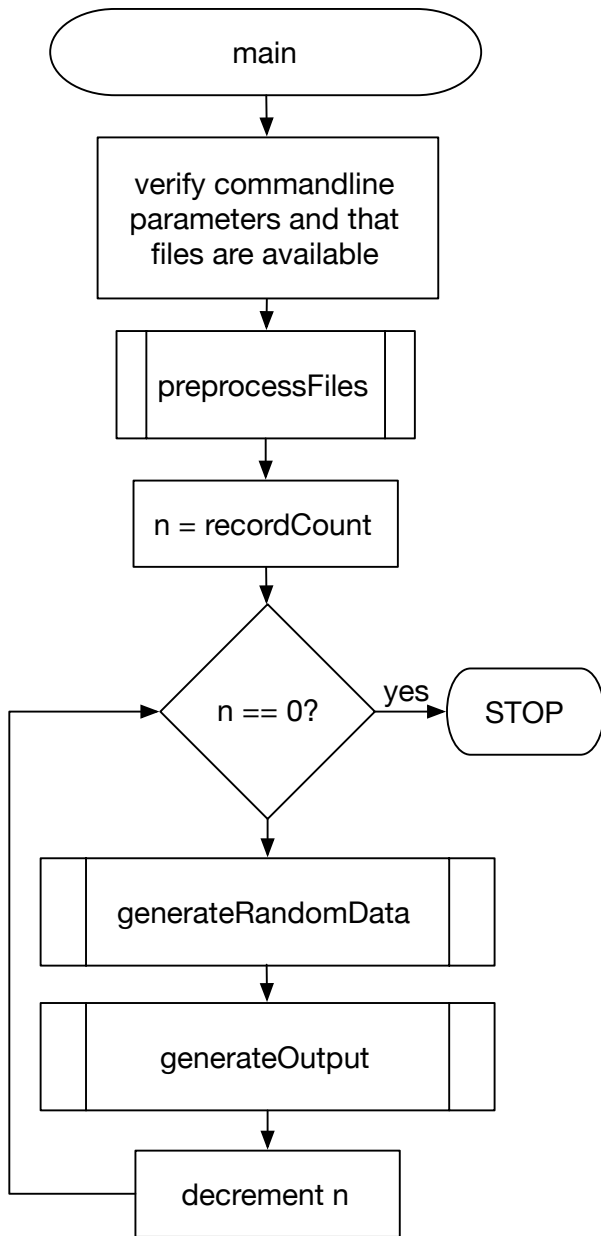 main
verify commandline
parameters and that
files are available
preprocessFiles
n = recordCount
n == 0?
yes
STOP
generateRandomData
generateOutput
decrement n